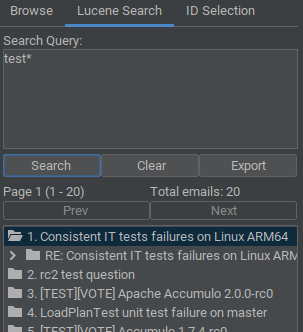 Browse Lucene Search ID Selection
Search Query:
test*
Search Clear Export
Page 1 (1 - 20) Total emails: 20
Prev Next
1. Consistent IT tests failures on Linux ARM64
RE: Consistent IT tests failures on Linux ARM
2. rc2 test question
3. [TEST][VOTE] Apache Accumulo 2.0.0-rc0
4. LoadPlanTest unit test failure on master
5. [TEST][VOTE] Accumulo 1.7.4-rc0